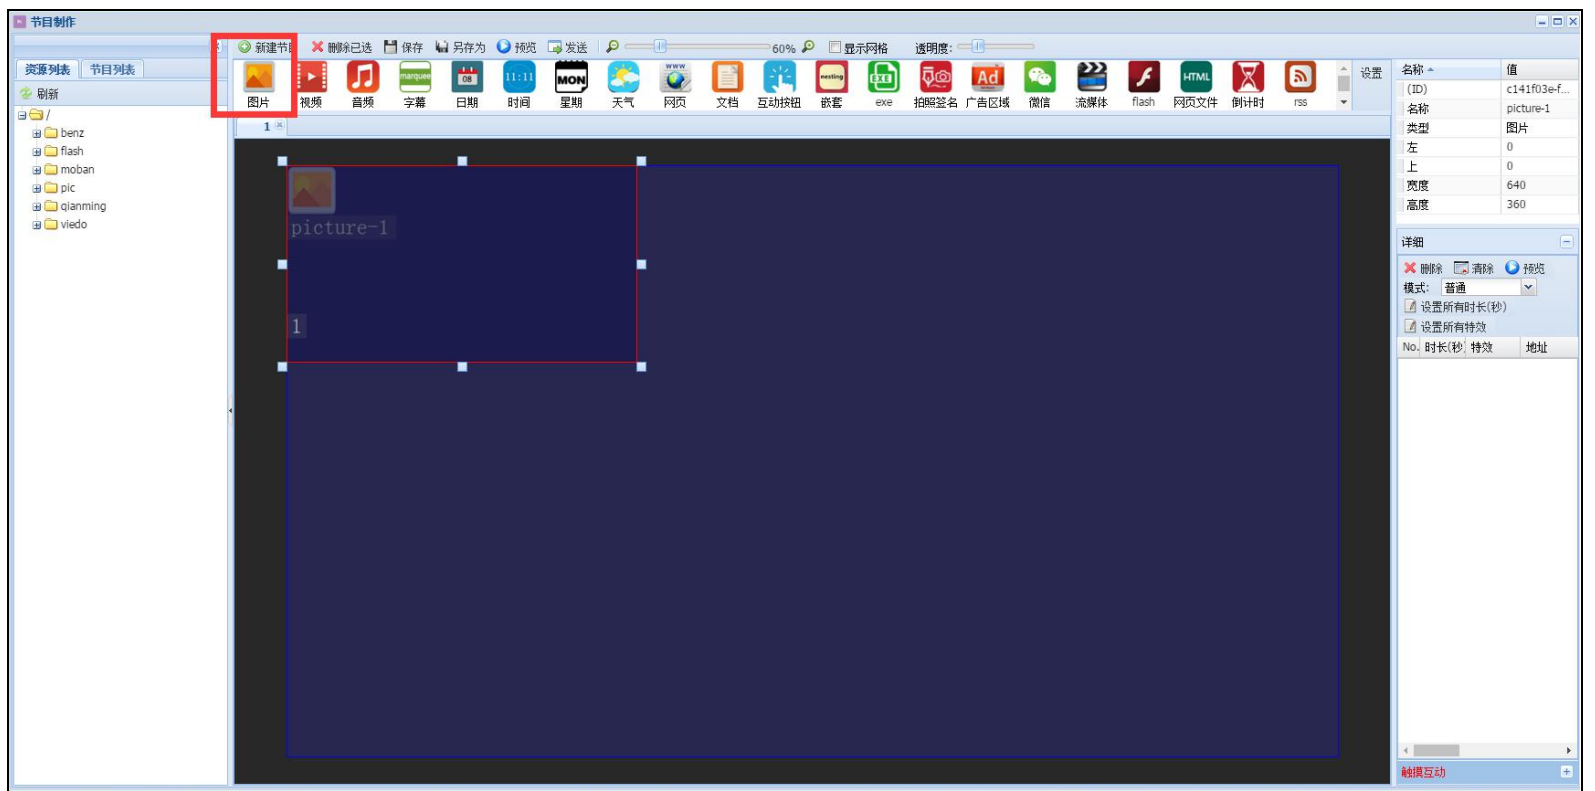 节目制作
新建节目 删除已选 保存 另存为 预览 发送 60% 显示网格 透明度:
资源列表 节目列表
刷新
/
benz
flash
moban
pic
qianming
viedo
marquee 08 11:11 MON WWW nesting EXE Ad HTML
图片 视频 音频 字幕 日期 时间 星期 天气 网页 文档 互动按钮 嵌套 exe 拍照签名 广告区域 微信 流媒体 flash 网页文件 倒计时 rss
设置
1
picture-1
1
名称 值
(ID) c141f03e-f...
名称 picture-1
类型 图片
左 0
上 0
宽度 640
高度 360
详细
删除 清除 预览
模式: 普通
设置所有时长(秒)
设置所有特效
No. 时长(秒) 特效 地址
触摸互动